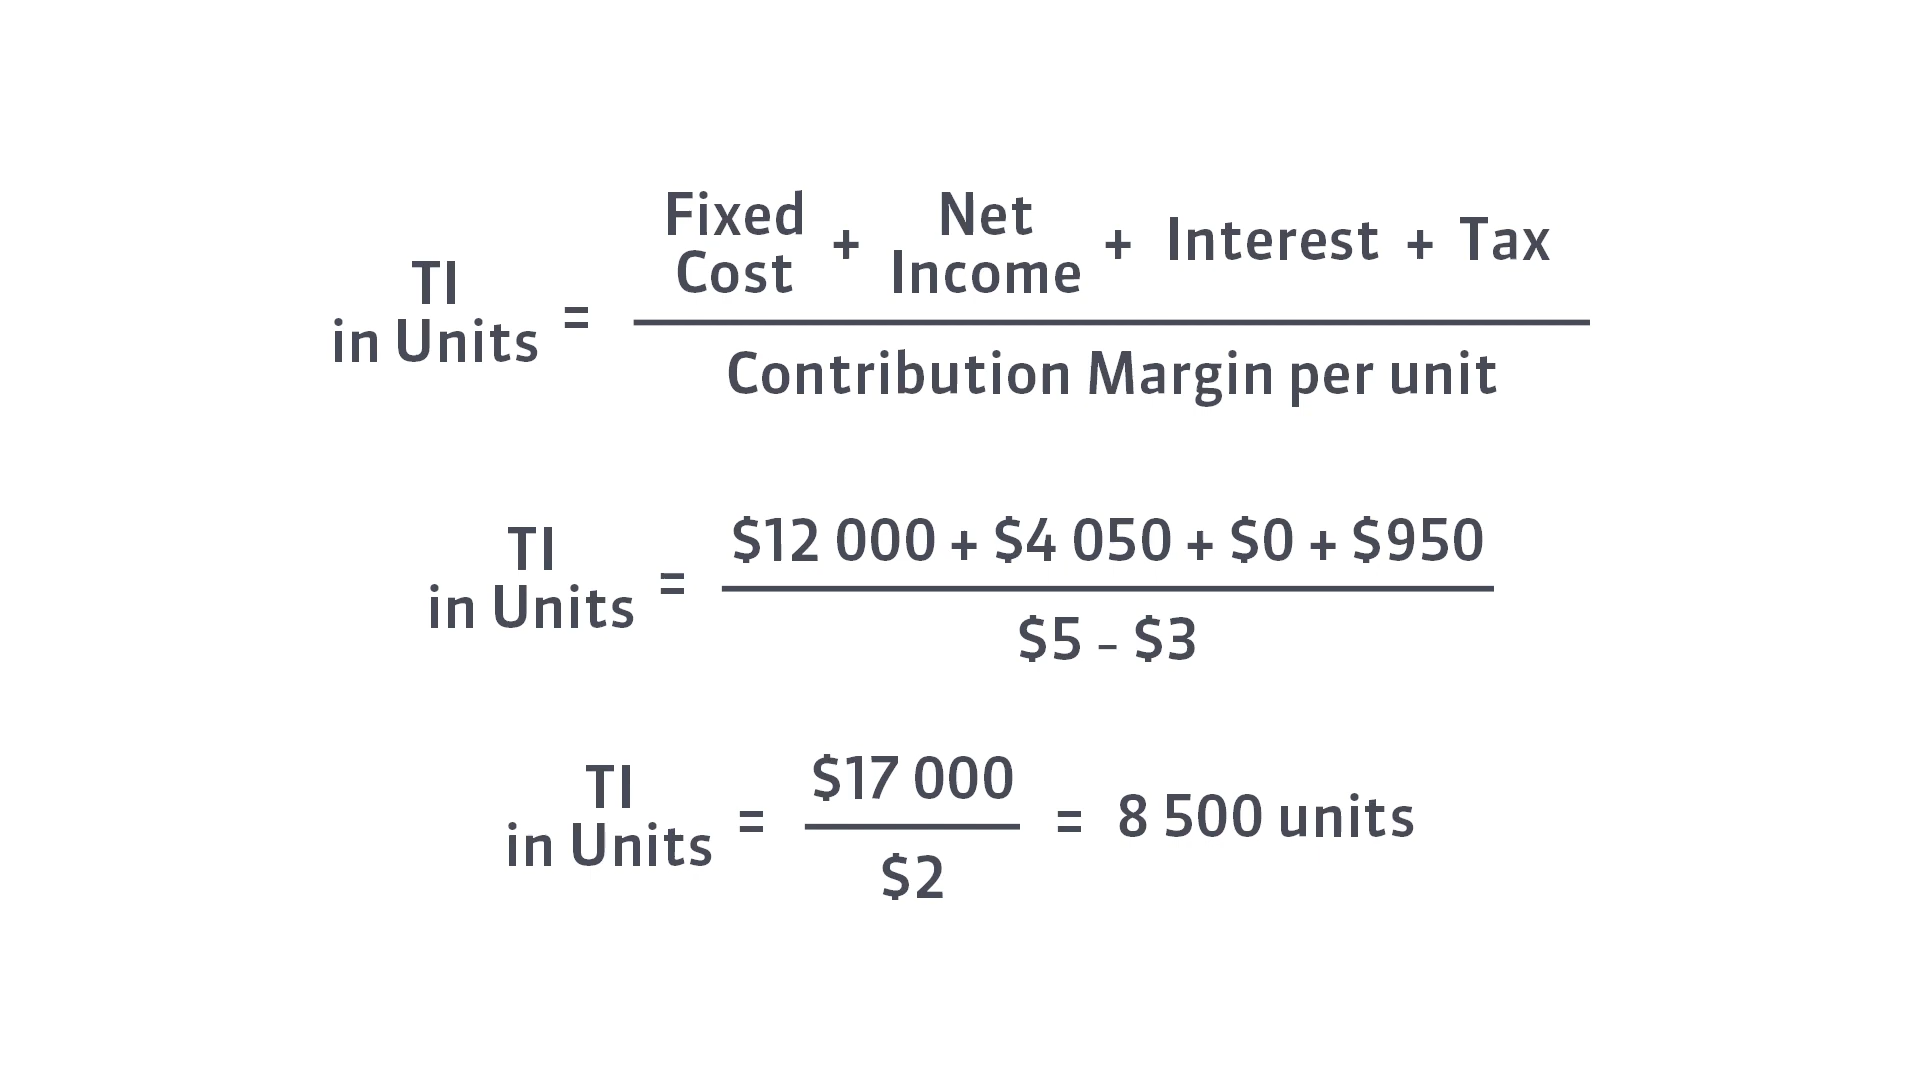 TI in Units = Fixed Cost + Net Income + Interest + Tax
Contribution Margin per unit
TI in Units = $12 000 + $4 050 + $0 + $950
$5 - $3
TI in Units = $17 000 = 8 500 units
$2